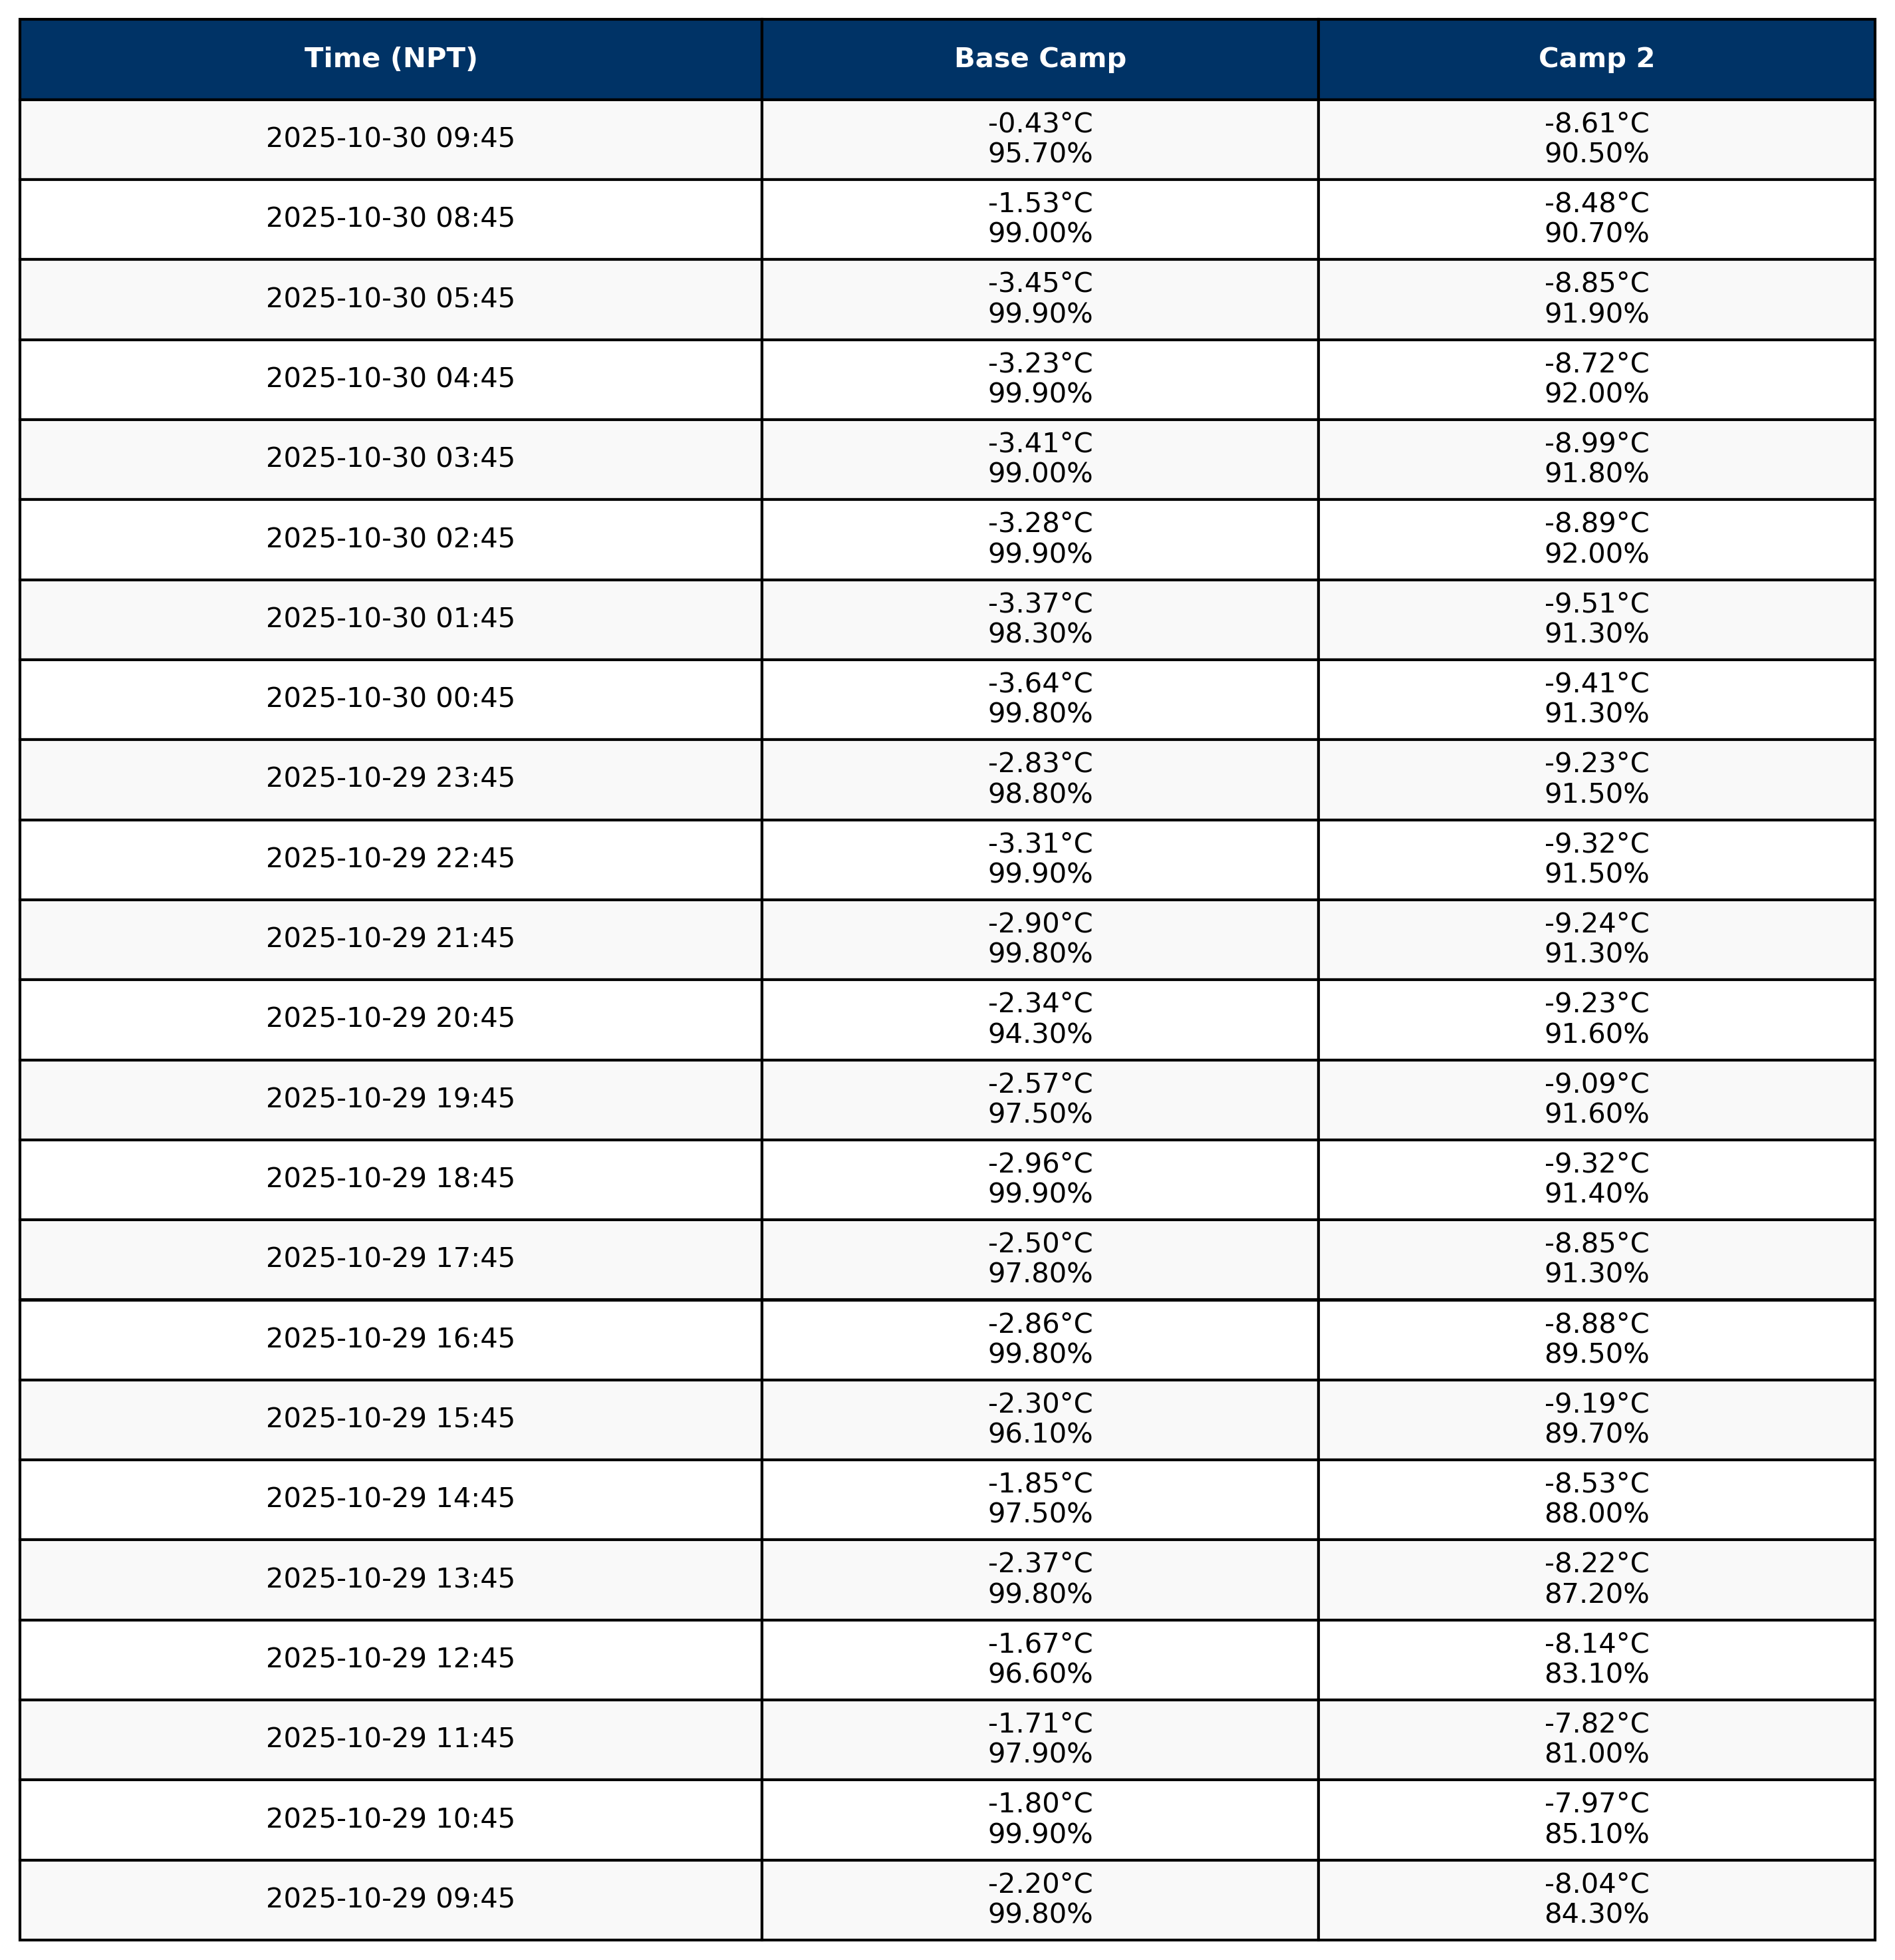 Time (NPT) Base Camp Camp 2
-0.43°C -8.61°C
2025-10-30 09:45
95.70% 90.50%
-1.53°C -8.48°C
2025-10-30 08:45
99.00% 90.70%
-3.45°C -8.85°C
2025-10-30 05:45
99.90% 91.90%
-3.23°C -8.72°C
2025-10-30 04:45
99.90% 92.00%
-3.41°C -8.99°C
2025-10-30 03:45
99.00% 91.80%
-3.28°C -8.89°C
2025-10-30 02:45
99.90% 92.00%
-3.37°C -9.51°C
2025-10-30 01:45
98.30% 91.30%
-3.64°C -9.41°C
2025-10-30 00:45
99.80% 91.30%
-2.83°C -9.23°C
2025-10-29 23:45
98.80% 91.50%
-3.31°C -9.32°C
2025-10-29 22:45
99.90% 91.50%
-2.90°C -9.24°C
2025-10-29 21:45
99.80% 91.30%
-2.34°C -9.23°C
2025-10-29 20:45
94.30% 91.60%
-2.57°C -9.09°C
2025-10-29 19:45
97.50% 91.60%
-2.96°C -9.32°C
2025-10-29 18:45
99.90% 91.40%
-2.50°C -8.85°C
2025-10-29 17:45
97.80% 91.30%
-2.86°C -8.88°C
2025-10-29 16:45
99.80% 89.50%
-2.30°C -9.19°C
2025-10-29 15:45
96.10% 89.70%
-1.85°C -8.53°C
2025-10-29 14:45
97.50% 88.00%
-2.37°C -8.22°C
2025-10-29 13:45
99.80% 87.20%
-1.67°C -8.14°C
2025-10-29 12:45
96.60% 83.10%
-1.71°C -7.82°C
2025-10-29 11:45
97.90% 81.00%
-1.80°C -7.97°C
2025-10-29 10:45
99.90% 85.10%
-2.20°C -8.04°C
2025-10-29 09:45
99.80% 84.30%